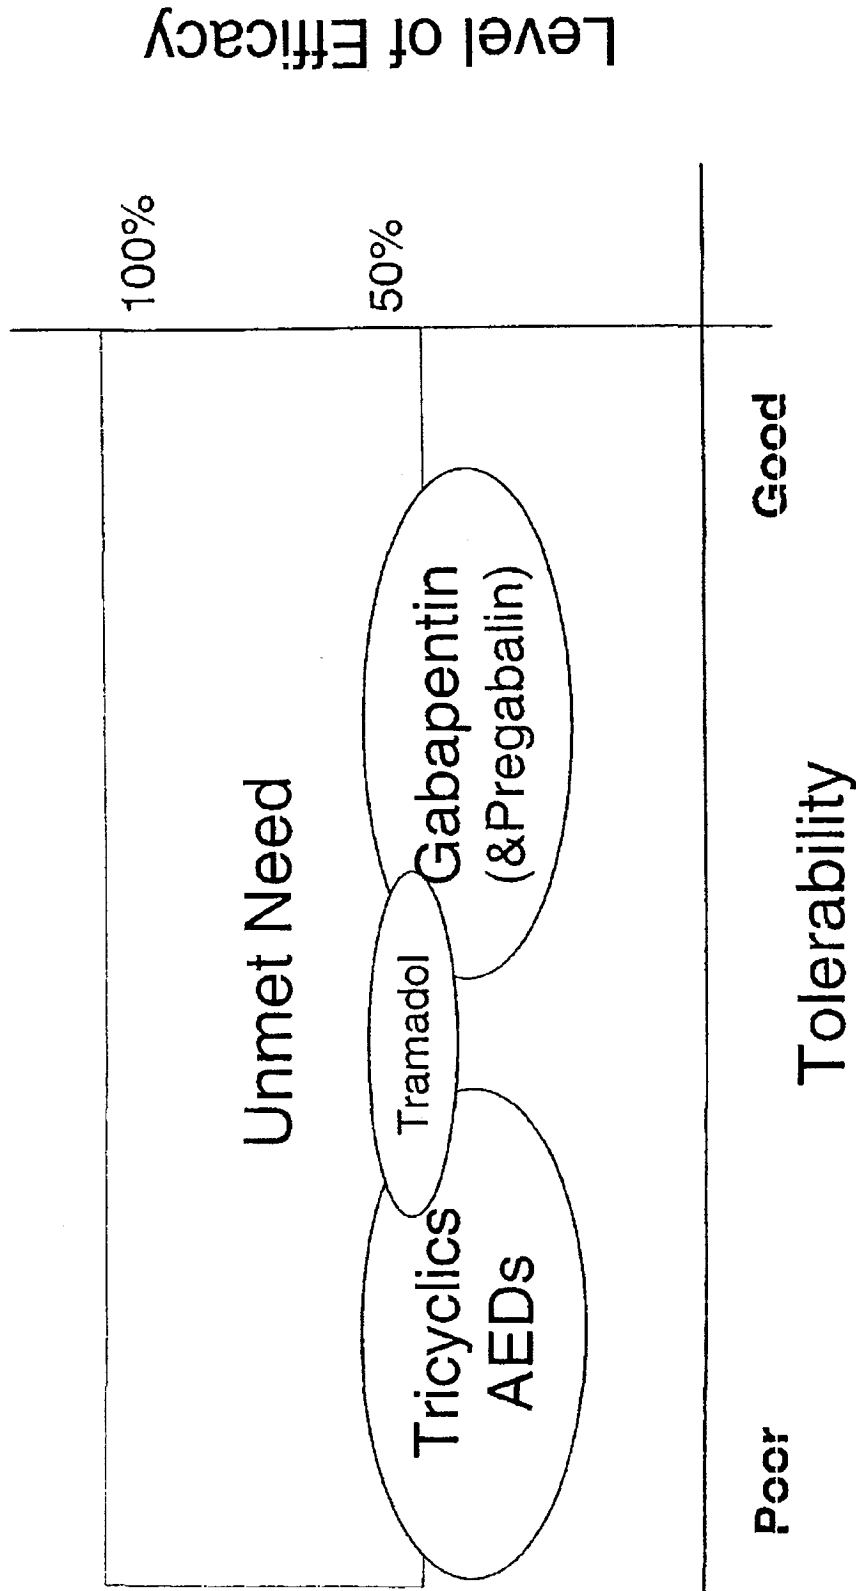 Level of Efficacy
100%
Unmet Need
50%
Tramadol
Tricyclics
AEDs
Gabapentin
(&Pregabalin)
Poor
Good
Tolerability